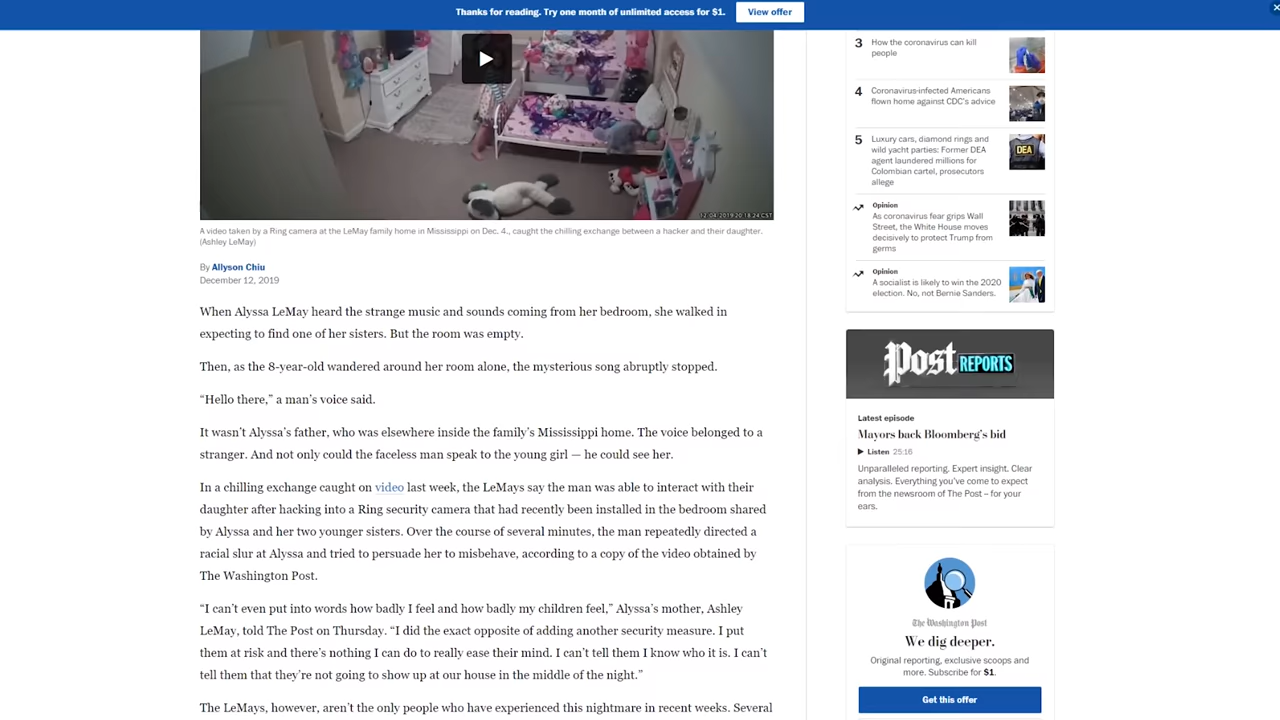 Thanks for reading. Try one month of unlimited access for $1.
View offer
12-04-2019 20:18:24 CST
A video taken by a Ring camera at the LeMay family home in Mississippi on Dec. 4., caught the chilling exchange between a hacker and their daughter.
(Ashley LeMay)
By Allyson Chiu
December 12, 2019
When Alyssa LeMay heard the strange music and sounds coming from her bedroom, she walked in
expecting to find one of her sisters. But the room was empty.
Then, as the 8-year-old wandered around her room alone, the mysterious song abruptly stopped.
“Hello there,” a man’s voice said.
It wasn’t Alyssa’s father, who was elsewhere inside the family’s Mississippi home. The voice belonged to a
stranger. And not only could the faceless man speak to the young girl — he could see her.
In a chilling exchange caught on video last week, the LeMays say the man was able to interact with their
daughter after hacking into a Ring security camera that had recently been installed in the bedroom shared
by Alyssa and her two younger sisters. Over the course of several minutes, the man repeatedly directed a
racial slur at Alyssa and tried to persuade her to misbehave, according to a copy of the video obtained by
The Washington Post.
“I can’t even put into words how badly I feel and how badly my children feel,” Alyssa’s mother, Ashley
LeMay, told The Post on Thursday. “I did the exact opposite of adding another security measure. I put
them at risk and there’s nothing I can do to really ease their mind. I can’t tell them I know who it is. I can’t
tell them that they’re not going to show up at our house in the middle of the night.”
The LeMays, however, aren’t the only people who have experienced this nightmare in recent weeks. Several
3 How the coronavirus can kill
people
4 Coronavirus-infected Americans
flown home against CDC’s advice
5 Luxury cars, diamond rings and
wild yacht parties: Former DEA
agent laundered millions for
Colombian cartel, prosecutors
allege
DEA
Opinion
As coronavirus fear grips Wall
Street, the White House moves
decisively to protect Trump from
germs
Opinion
A socialist is likely to win the 2020
election. No, not Bernie Sanders.
Post REPORTS
Latest episode
Mayors back Bloomberg’s bid
Listen 25:16
Unparalleled reporting. Expert insight. Clear
analysis. Everything you’ve come to expect
from the newsroom of The Post – for your
ears.
The Washington Post
We dig deeper.
Original reporting, exclusive scoops and
more. Subscribe for $1.
Get this offer